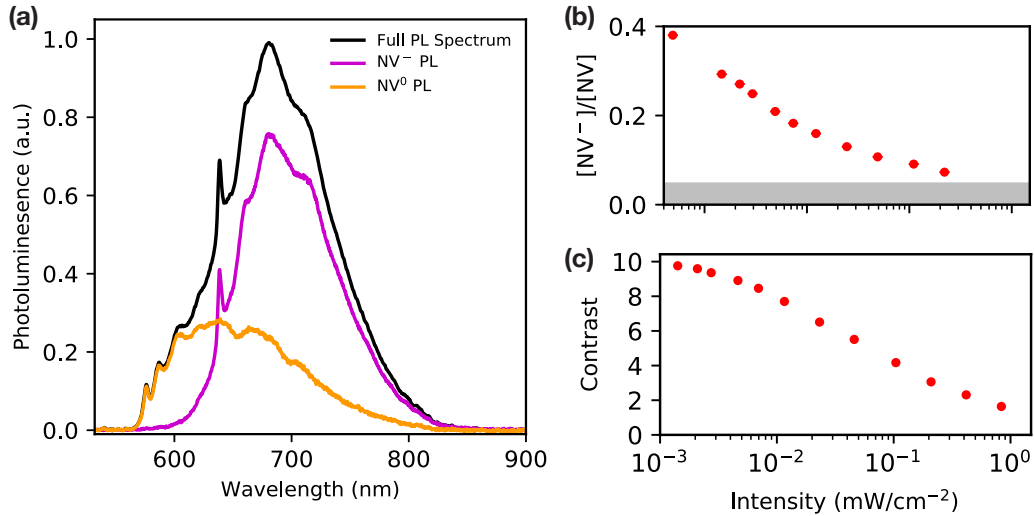 (a)
Photoluminesence (a.u.)
1.0
0.8
0.6
0.4
0.2
0.0
Full PL Spectrum
NV⁻ PL
NV⁰ PL
600
700
800
900
Wavelength (nm)
(b)
[NV⁻]/[NV]
0.4
0.2
0.0
(c)
Contrast
10
8
6
4
2
0
10⁻³
10⁻²
10⁻¹
10⁰
Intensity (mW/cm⁻²)